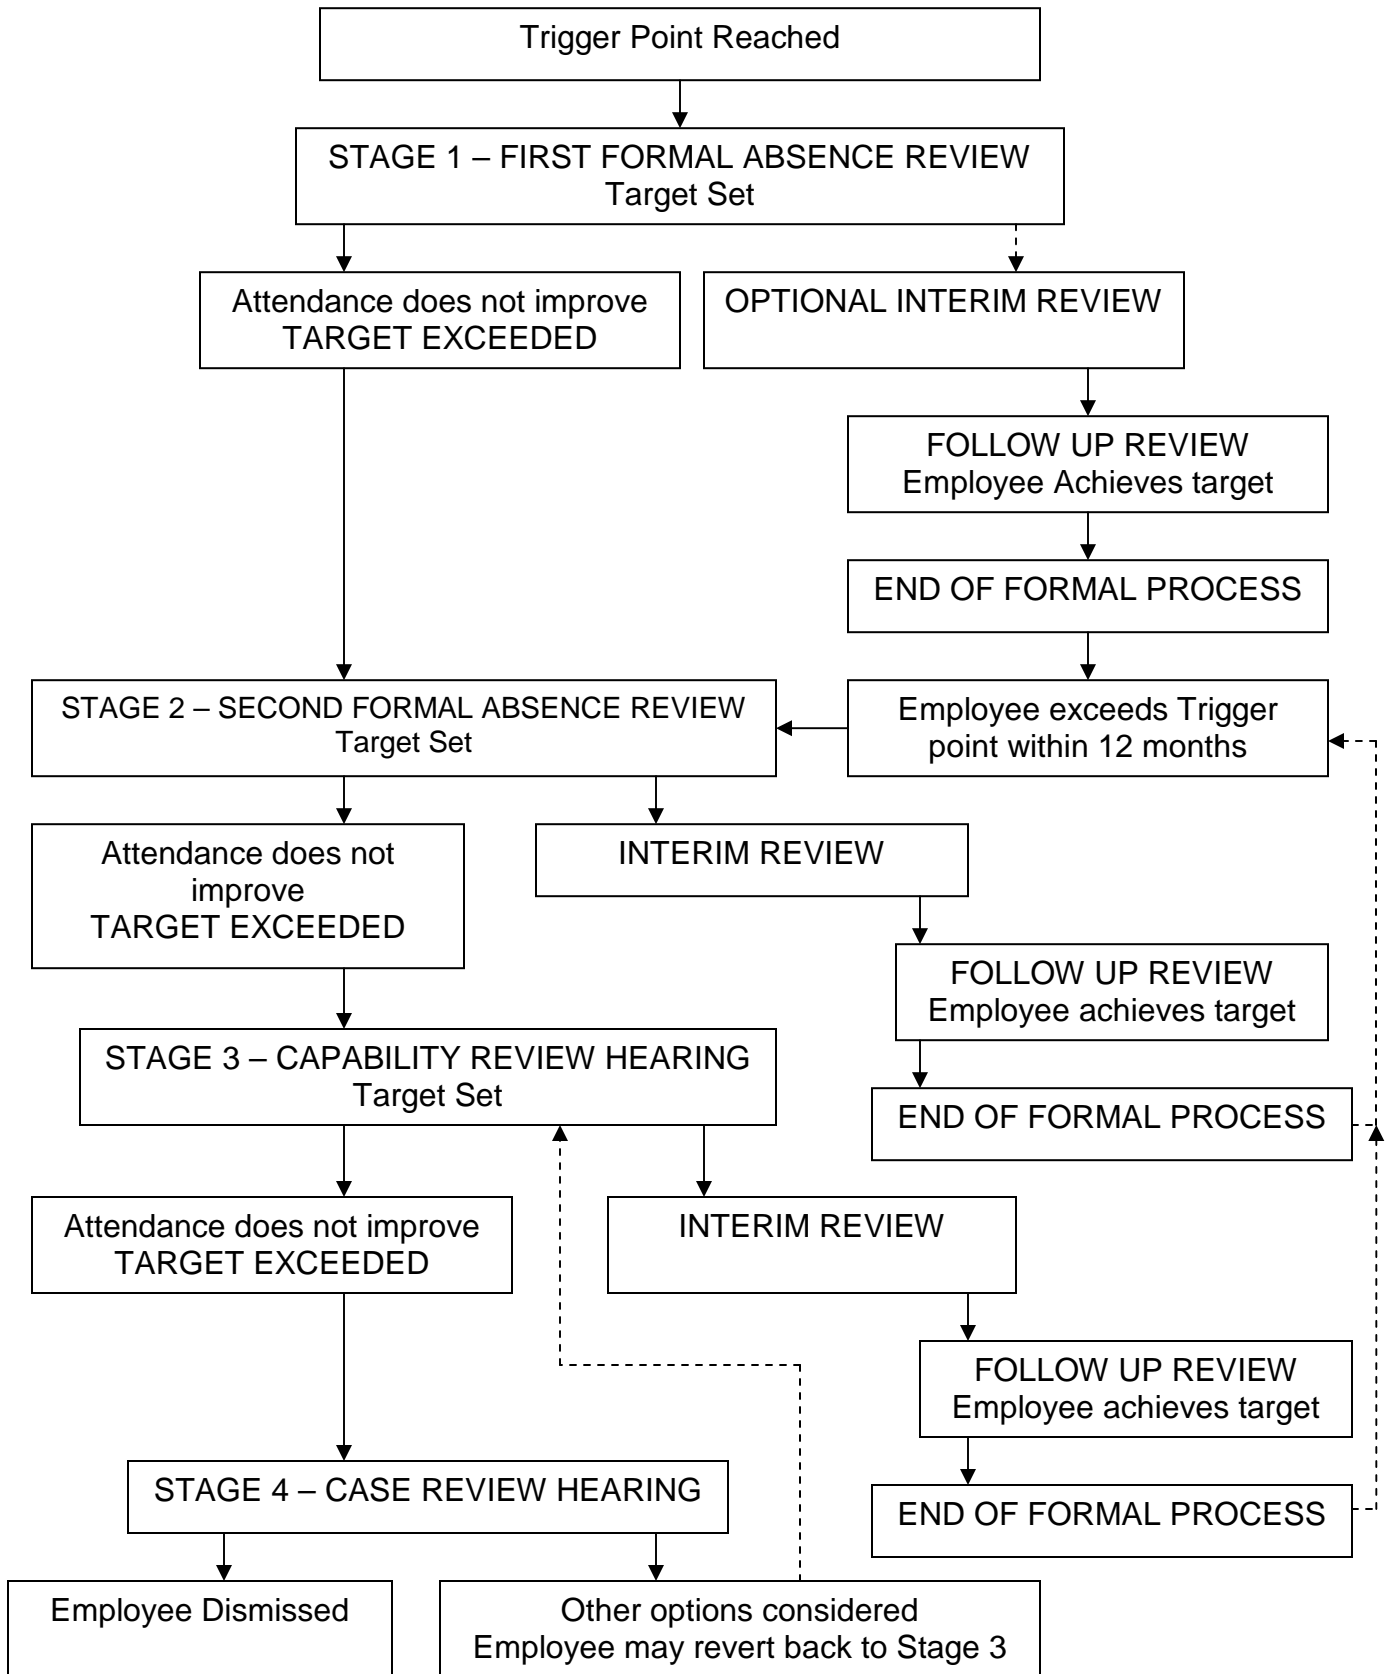 Trigger Point Reached
STAGE 1 – FIRST FORMAL ABSENCE REVIEW
Target Set
Attendance does not improve
TARGET EXCEEDED
OPTIONAL INTERIM REVIEW
FOLLOW UP REVIEW
Employee Achieves target
END OF FORMAL PROCESS
STAGE 2 – SECOND FORMAL ABSENCE REVIEW
Target Set
Employee exceeds Trigger
point within 12 months
Attendance does not
improve
TARGET EXCEEDED
INTERIM REVIEW
FOLLOW UP REVIEW
Employee achieves target
STAGE 3 – CAPABILITY REVIEW HEARING
Target Set
END OF FORMAL PROCESS
Attendance does not improve
TARGET EXCEEDED
INTERIM REVIEW
FOLLOW UP REVIEW
Employee achieves target
STAGE 4 – CASE REVIEW HEARING
END OF FORMAL PROCESS
Employee Dismissed
Other options considered
Employee may revert back to Stage 3